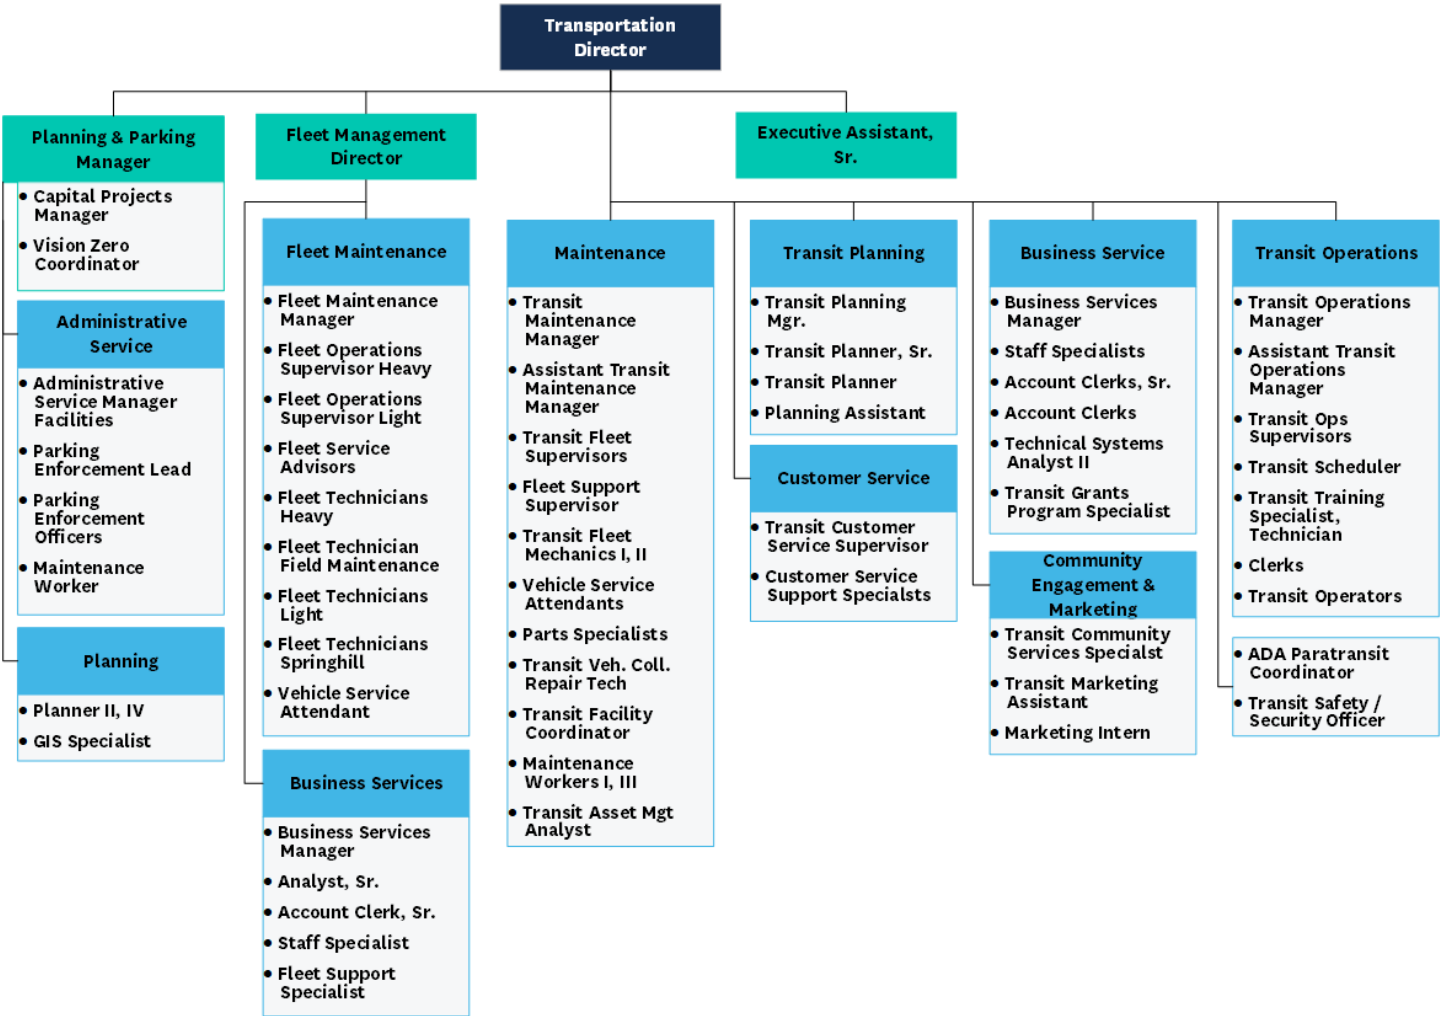 Transportation
Director
Planning & Parking
Manager
• Capital Projects
Manager
• Vision Zero
Coordinator
Administrative
Service
• Administrative
Service Manager
Facilities
• Parking
Enforcement Lead
• Parking
Enforcement
Officers
• Maintenance
Worker
Planning
• Planner II, IV
• GIS Specialist
Fleet Management
Director
Fleet Maintenance
• Fleet Maintenance
Manager
• Fleet Operations
Supervisor Heavy
• Fleet Operations
Supervisor Light
• Fleet Service
Advisors
• Fleet Technicians
Heavy
• Fleet Technician
Field Maintenance
• Fleet Technicians
Light
• Fleet Technicians
Springhill
• Vehicle Service
Attendant
Business Services
• Business Services
Manager
• Analyst, Sr.
• Account Clerk, Sr.
• Staff Specialist
• Fleet Support
Specialist
Executive Assistant,
Sr.
Maintenance
• Transit
Maintenance
Manager
• Assistant Transit
Maintenance
Manager
• Transit Fleet
Supervisors
• Fleet Support
Supervisor
• Transit Fleet
Mechanics I, II
• Vehicle Service
Attendants
• Parts Specialists
• Transit Veh. Coll.
Repair Tech
• Transit Facility
Coordinator
• Maintenance
Workers I, III
• Transit Asset Mgt
Analyst
Transit Planning
• Transit Planning
Mgr.
• Transit Planner, Sr.
• Transit Planner
• Planning Assistant
Customer Service
• Transit Customer
Service Supervisor
• Customer Service
Support Specialsts
Business Service
• Business Services
Manager
• Staff Specialists
• Account Clerks, Sr.
• Account Clerks
• Technical Systems
Analyst II
• Transit Grants
Program Specialist
Community
Engagement &
Marketing
• Transit Community
Services Specialst
• Transit Marketing
Assistant
• Marketing Intern
Transit Operations
• Transit Operations
Manager
• Assistant Transit
Operations
Manager
• Transit Ops
Supervisors
• Transit Scheduler
• Transit Training
Specialist,
Technician
• Clerks
• Transit Operators
• ADA Paratransit
Coordinator
• Transit Safety /
Security Officer